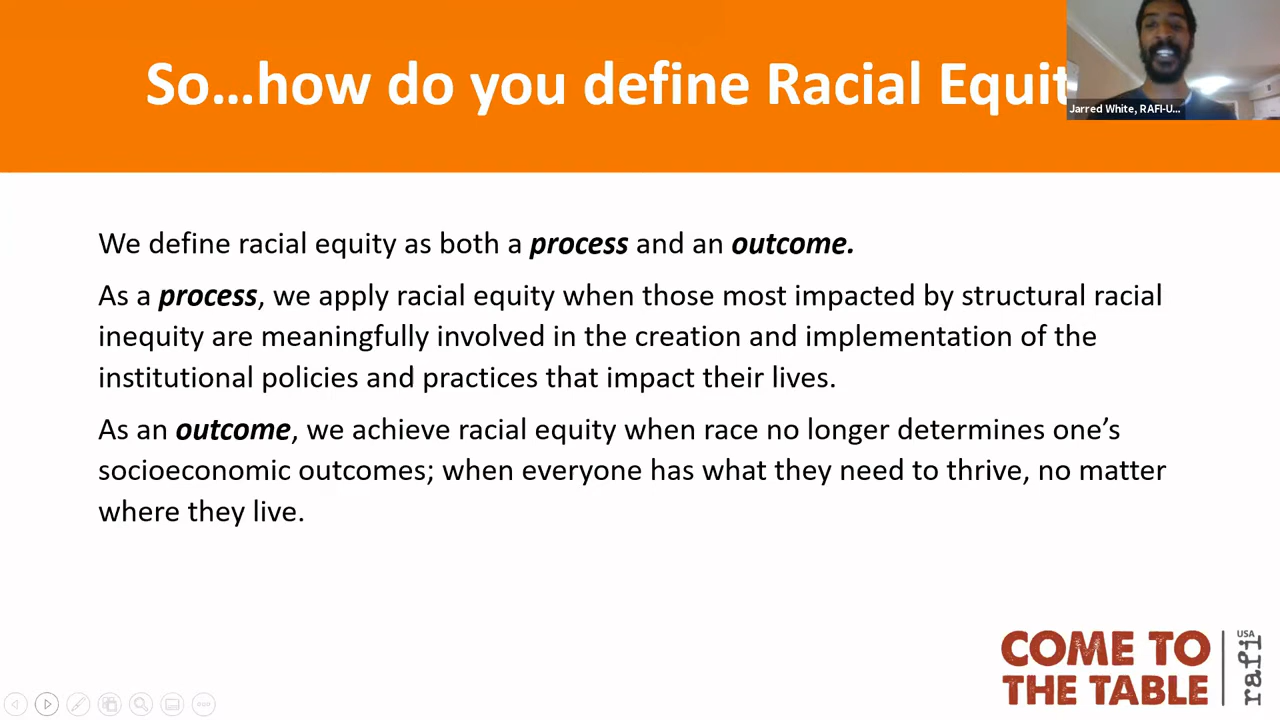 So...how do you define Racial Equit
Jarred White, RAFI-U...
We define racial equity as both a process and an outcome.
As a process, we apply racial equity when those most impacted by structural racial
inequity are meaningfully involved in the creation and implementation of the
institutional policies and practices that impact their lives.
As an outcome, we achieve racial equity when race no longer determines one’s
socioeconomic outcomes; when everyone has what they need to thrive, no matter
where they live.
COME TO
THE TABLE
rafi
USA